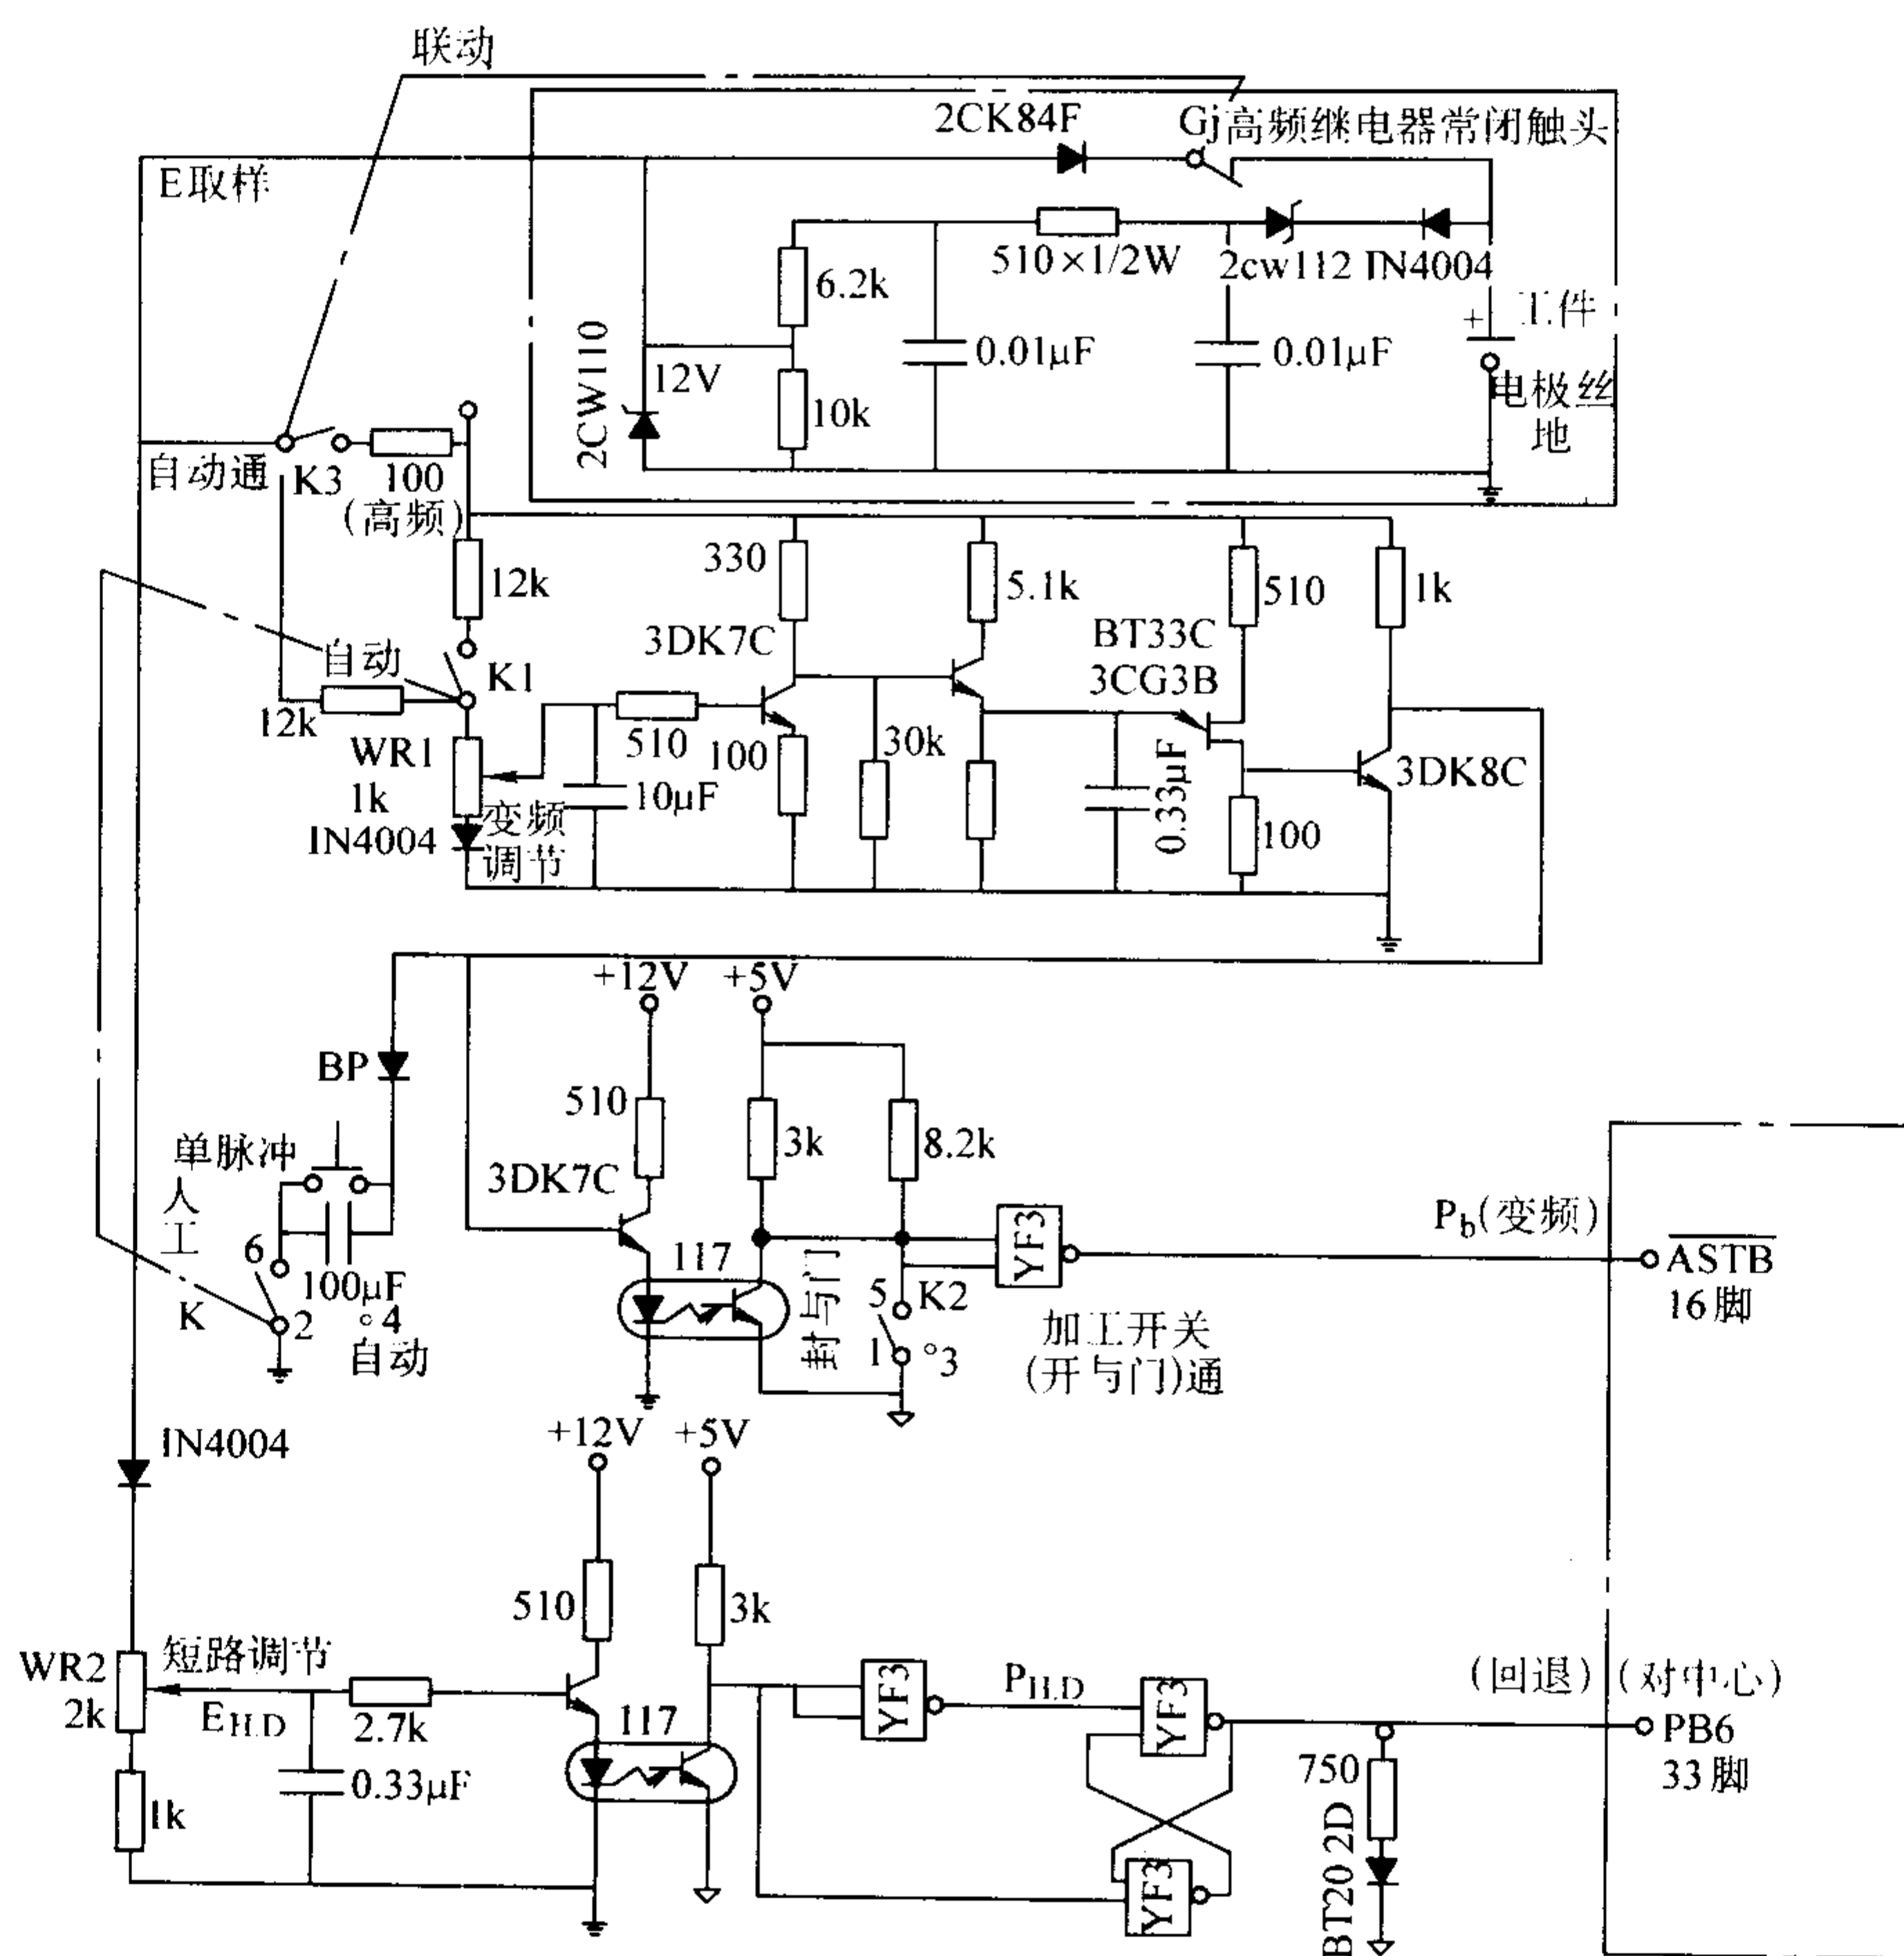 联动
2CK84F
Gj高频继电器常闭触头
E取样
510×1/2W
2cw112
IN4004
6.2k
+
工件
0.01μF
0.01μF
2CW110
12V
电极丝
10k
地
自动通
K3
100
(高频)
12k
330
5.1k
510
1k
3DK7C
BT33C
3CG3B
自动
K1
12k
510
100
30k
WR1
1k
10μF
0.33μF
3DK8C
变频
调节
IN4004
100
+12V
+5V
BP
510
3k
8.2k
单脉冲
人
工
3DK7C
117
YF3
Pb(变频)
ASTB
16脚
6
100μF
K
2
4
自动
封与门
5
K2
1
3
加工开关
(开与门)通
IN4004
+12V
+5V
510
3k
WR2
2k
短路调节
EH.D
2.7k
117
YF3
PH.D
YF3
(回退)
(对中心)
PB6
33脚
0.33μF
1k
750
BT20 2D
YF3